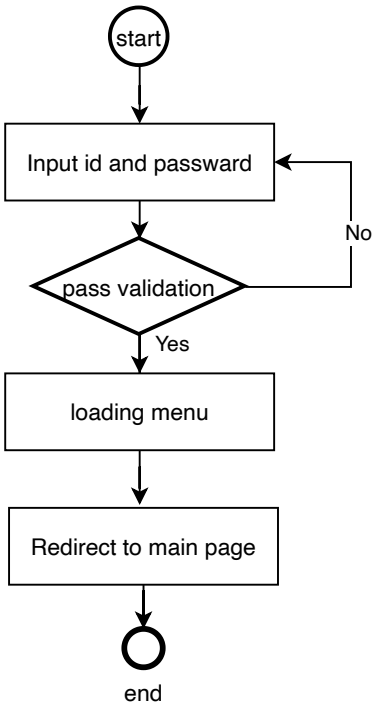 start
Input id and passward
No
pass validation
Yes
loading menu
Redirect to main page
end